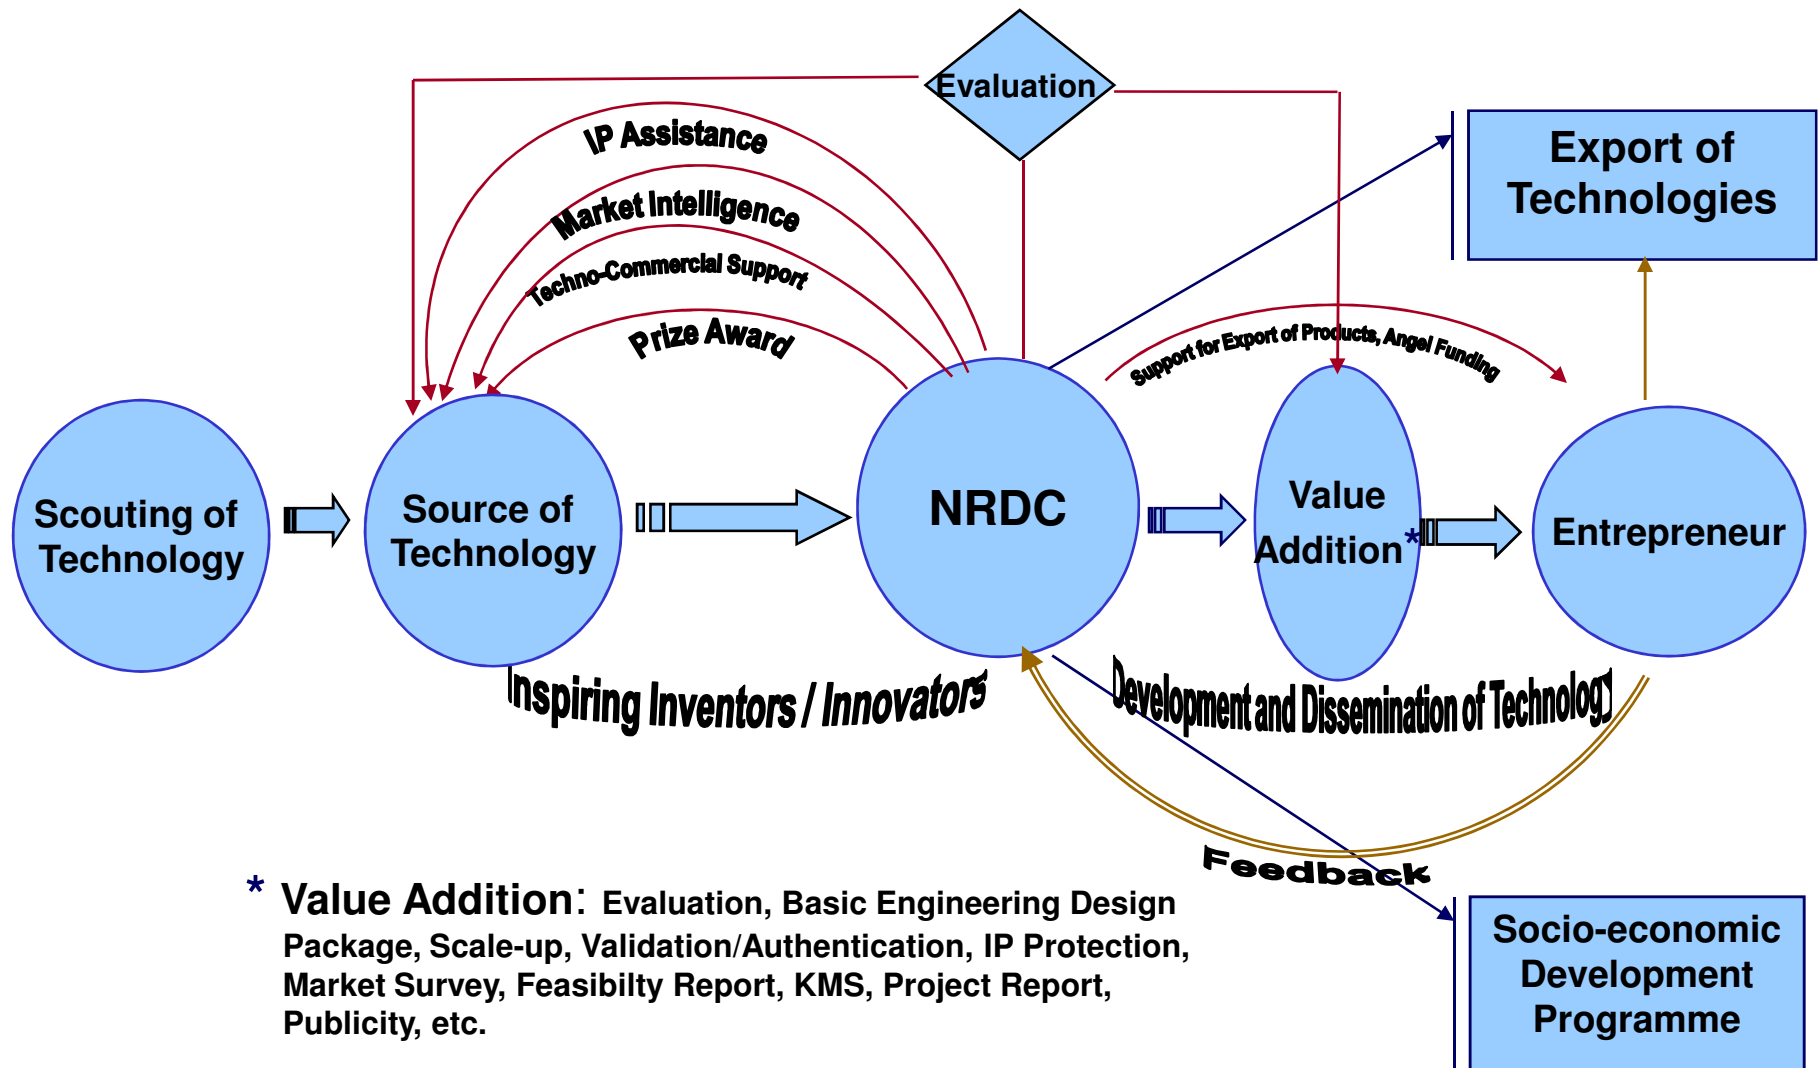 Evaluation
IP Assistance
Market Intelligence
Techno-Commercial Support
Prize Award
Export of
Technologies
Support for Export of Products, Angel Funding
Scouting of
Technology
Source of
Technology
NRDC
Value
Addition*
Entrepreneur
Inspiring Inventors / Innovators
Development and Dissemination of Technology
Feedback
* Value Addition: Evaluation, Basic Engineering Design
Package, Scale-up, Validation/Authentication, IP Protection,
Market Survey, Feasibilty Report, KMS, Project Report,
Publicity, etc.
Socio-economic
Development
Programme